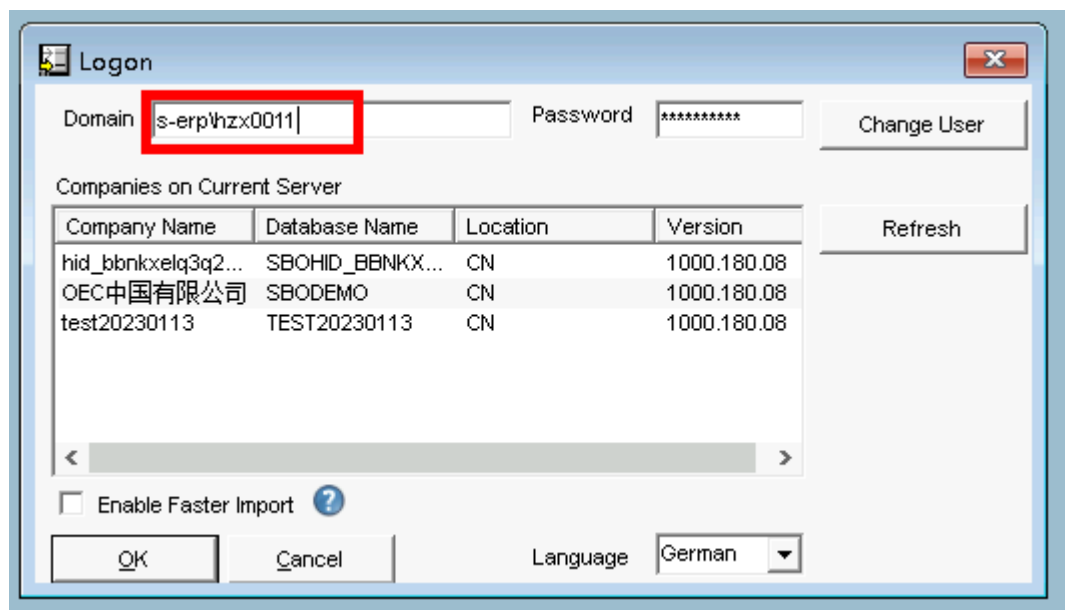 Logon
Domain s-erp\hzx0011 Password ********** Change User
Companies on Current Server
Company Name Database Name Location Version Refresh
hid_bbnkxelq3q2... SBOHID_BBNKX... CN 1000.180.08
OEC中国有限公司 SBODEMO CN 1000.180.08
test20230113 TEST20230113 CN 1000.180.08
Enable Faster Import ?
OK Cancel Language German